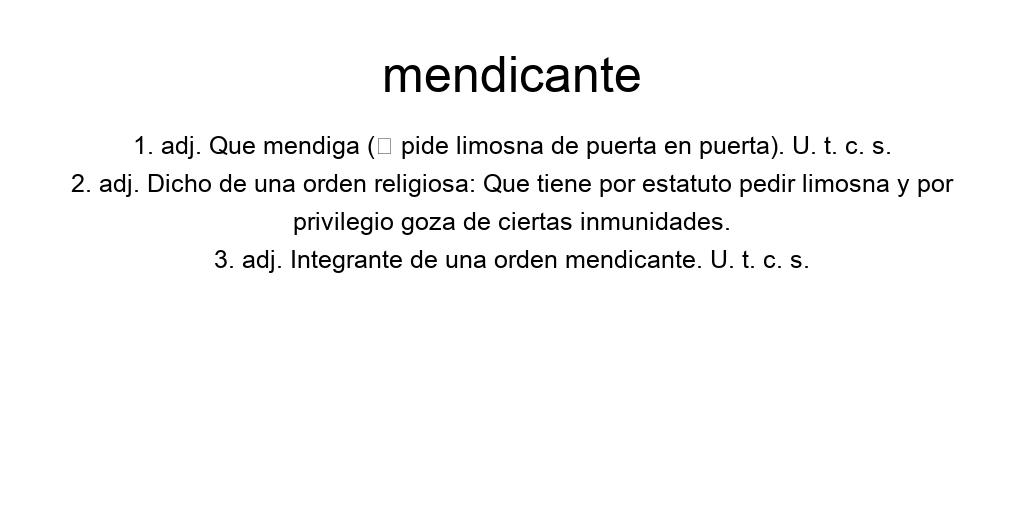 mendicante
1. adj. Que mendiga (□ pide limosna de puerta en puerta). U. t. c. s.
2. adj. Dicho de una orden religiosa: Que tiene por estatuto pedir limosna y por
privilegio goza de ciertas inmunidades.
3. adj. Integrante de una orden mendicante. U. t. c. s.